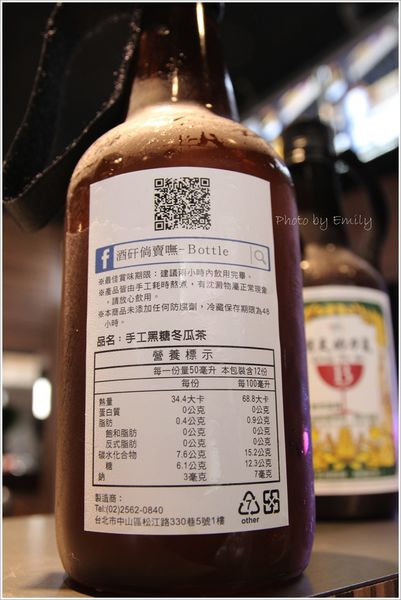 Photo by Emily
f 酒矸倘賣嘸-Bottle
※最佳賞味期限：建議兩小時內飲用完畢。
※產品皆由手工耗時熬煮，有沈澱物屬正常現象
，請放心飲用。
※本商品未添加任何防腐劑，冷藏保存期限為48
小時。
品名：手工黑糖冬瓜茶
營養標示
每一份量50毫升 本包裝含12份
每份 每100毫升
熱量 34.4大卡 68.8大卡
蛋白質 0公克 0公克
脂肪 0.4公克 0.9公克
飽和脂肪 0公克 0公克
反式脂肪 0公克 0公克
碳水化合物 7.6公克 15.2公克
糖 6.1公克 12.3公克
鈉 3毫克 7毫克
製造商：
Tel:(02)2562-0840
台北市中山區松江路330巷5號1樓
7
other
B